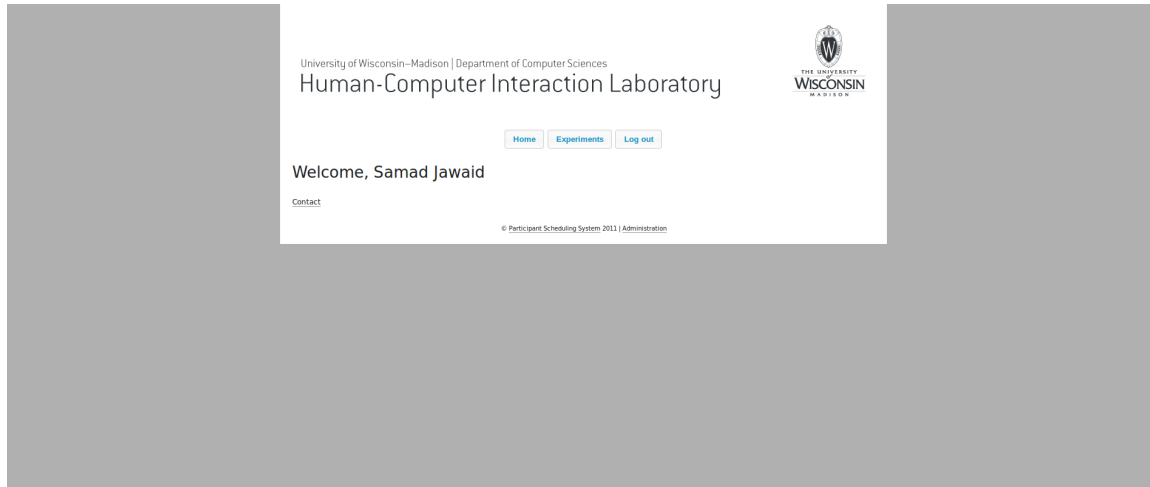 University of Wisconsin–Madison | Department of Computer Sciences
Human-Computer Interaction Laboratory
W
THE UNIVERSITY
of
WISCONSIN
MADISON
Home Experiments Log out
Welcome, Samad Jawaid
Contact
© Participant Scheduling System 2011 | Administration